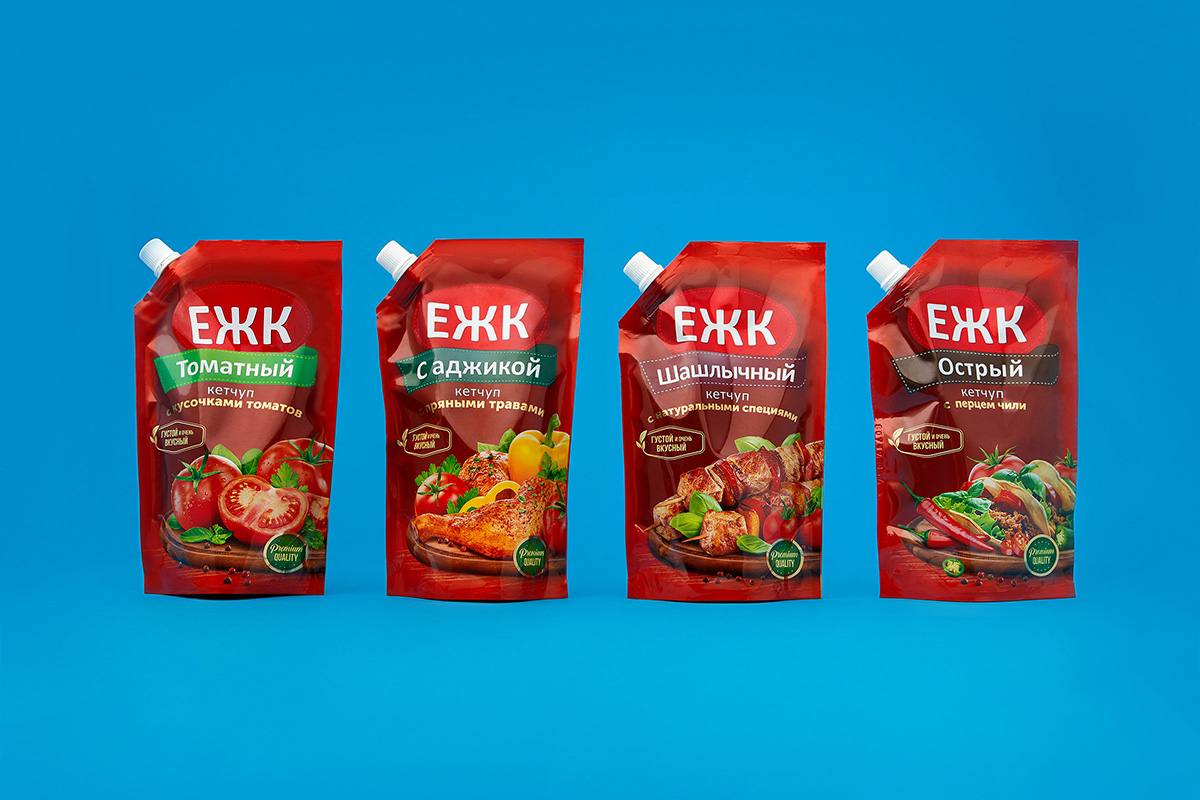 ЕЖК
Томатный
кетчуп
с кусочками томатов
ГУСТОЙ и ОЧЕНЬ
ВКУСНЫЙ
Premium
QUALITY
ЕЖК
С аджикой
кетчуп
с пряными травами
ГУСТОЙ и ОЧЕНЬ
ВКУСНЫЙ
Premium
QUALITY
ЕЖК
Шашлычный
кетчуп
с натуральными специями
ГУСТОЙ и ОЧЕНЬ
ВКУСНЫЙ
Premium
QUALITY
ЕЖК
Острый
кетчуп
с перцем чили
ГУСТОЙ и ОЧЕНЬ
ВКУСНЫЙ
Premium
QUALITY